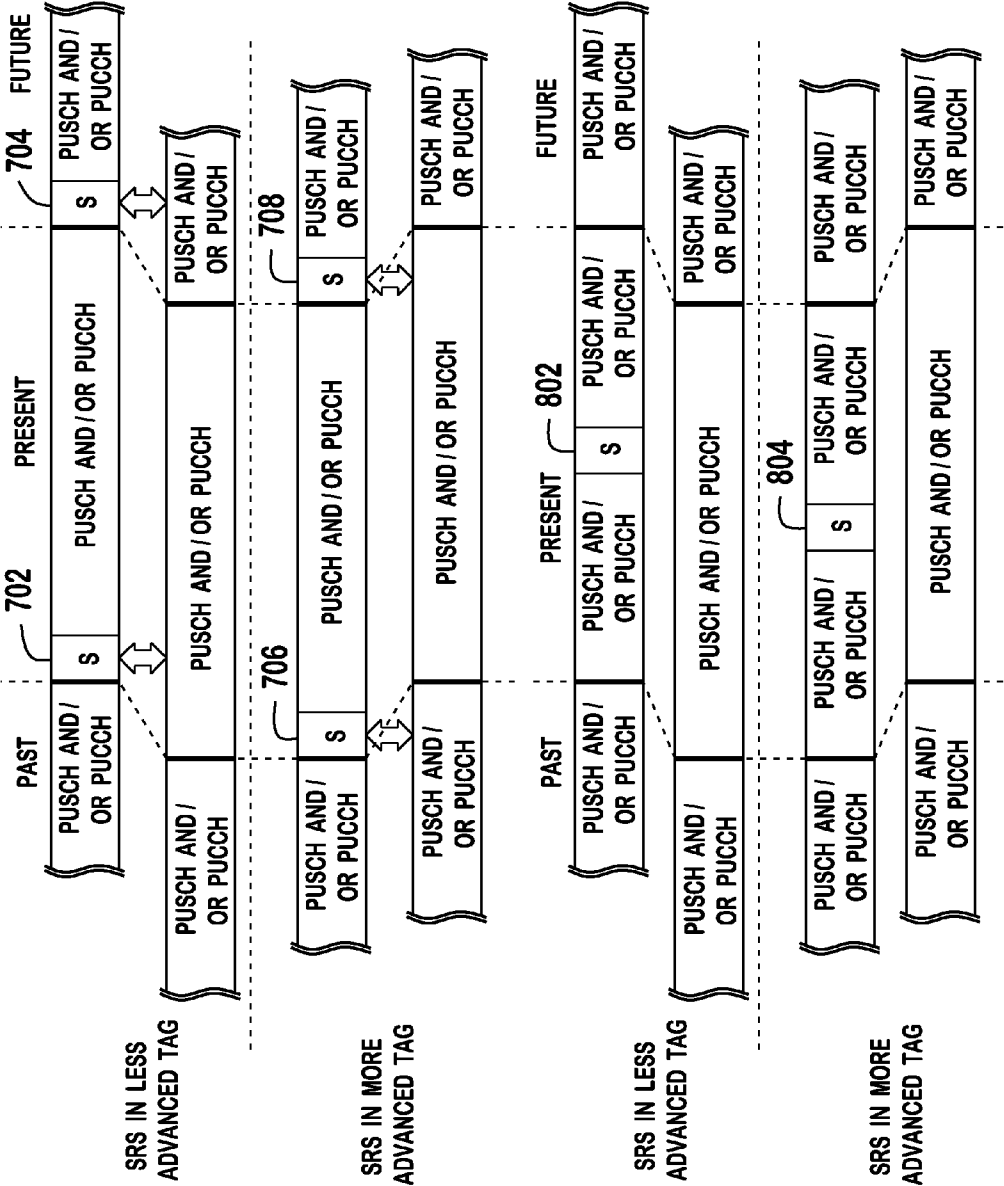 PAST
PRESENT
FUTURE
702
704
PUSCH AND/
OR PUCCH
S
PUSCH AND/OR PUCCH
S
PUSCH AND/
OR PUCCH
SRS IN LESS
ADVANCED TAG
PUSCH AND/
OR PUCCH
PUSCH AND/OR PUCCH
PUSCH AND/
OR PUCCH
706
708
PUSCH AND/
OR PUCCH
S
PUSCH AND/OR PUCCH
S
PUSCH AND/
OR PUCCH
SRS IN MORE
ADVANCED TAG
PUSCH AND/
OR PUCCH
PUSCH AND/OR PUCCH
PUSCH AND/
OR PUCCH
PAST
PRESENT
FUTURE
802
PUSCH AND/
OR PUCCH
PUSCH AND/
OR PUCCH
S
PUSCH AND/
OR PUCCH
PUSCH AND/
OR PUCCH
SRS IN LESS
ADVANCED TAG
PUSCH AND/
OR PUCCH
PUSCH AND/OR PUCCH
PUSCH AND/
OR PUCCH
804
PUSCH AND/
OR PUCCH
PUSCH AND/
OR PUCCH
S
PUSCH AND/
OR PUCCH
PUSCH AND/
OR PUCCH
SRS IN MORE
ADVANCED TAG
PUSCH AND/
OR PUCCH
PUSCH AND/OR PUCCH
PUSCH AND/
OR PUCCH